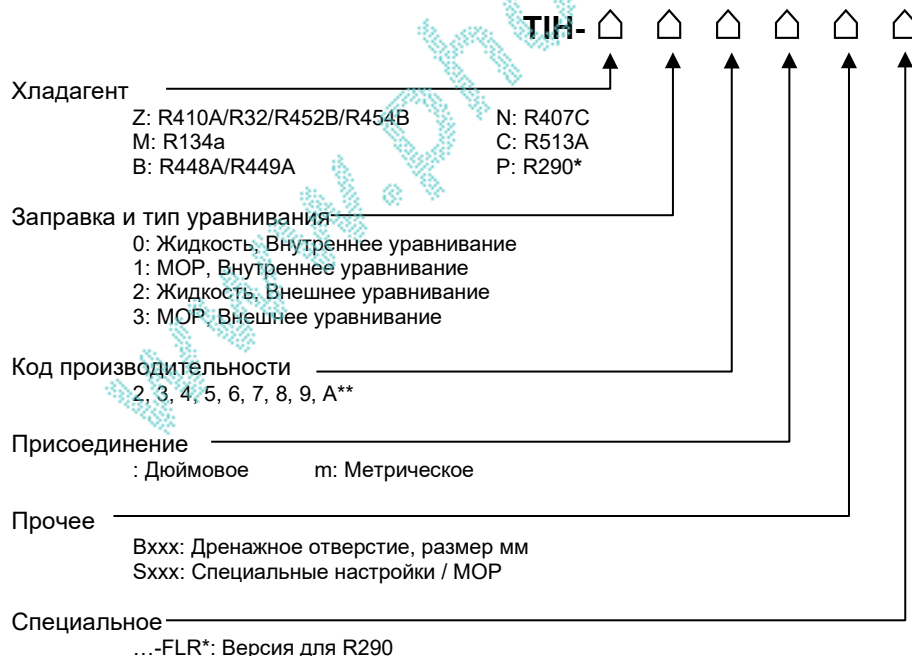 TIH-
Хладагент
Z: R410A/R32/R452B/R454B N: R407C
M: R134a C: R513A
B: R448A/R449A P: R290*
Заправка и тип уравнивания
0: Жидкость, Внутреннее уравнивание
1: MOP, Внутреннее уравнивание
2: Жидкость, Внешнее уравнивание
3: MOP, Внешнее уравнивание
Код производительности
2, 3, 4, 5, 6, 7, 8, 9, A**
Присоединение
: Дюймовое m: Метрическое
Прочее
Bxxx: Дренажное отверстие, размер мм
Sxxx: Специальные настройки / MOP
Специальное
...-FLR*: Версия для R290
www.pho